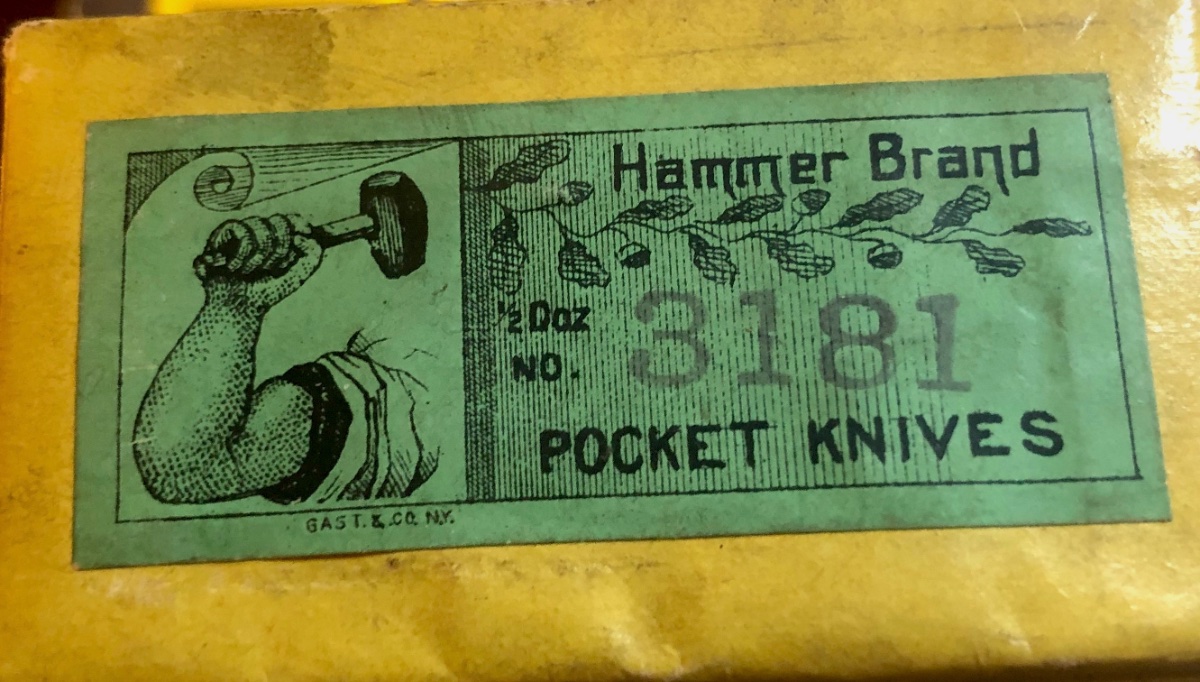 Hammer Brand
½ Doz
NO. 3181
POCKET KNIVES
GAST. & CO. N.Y.